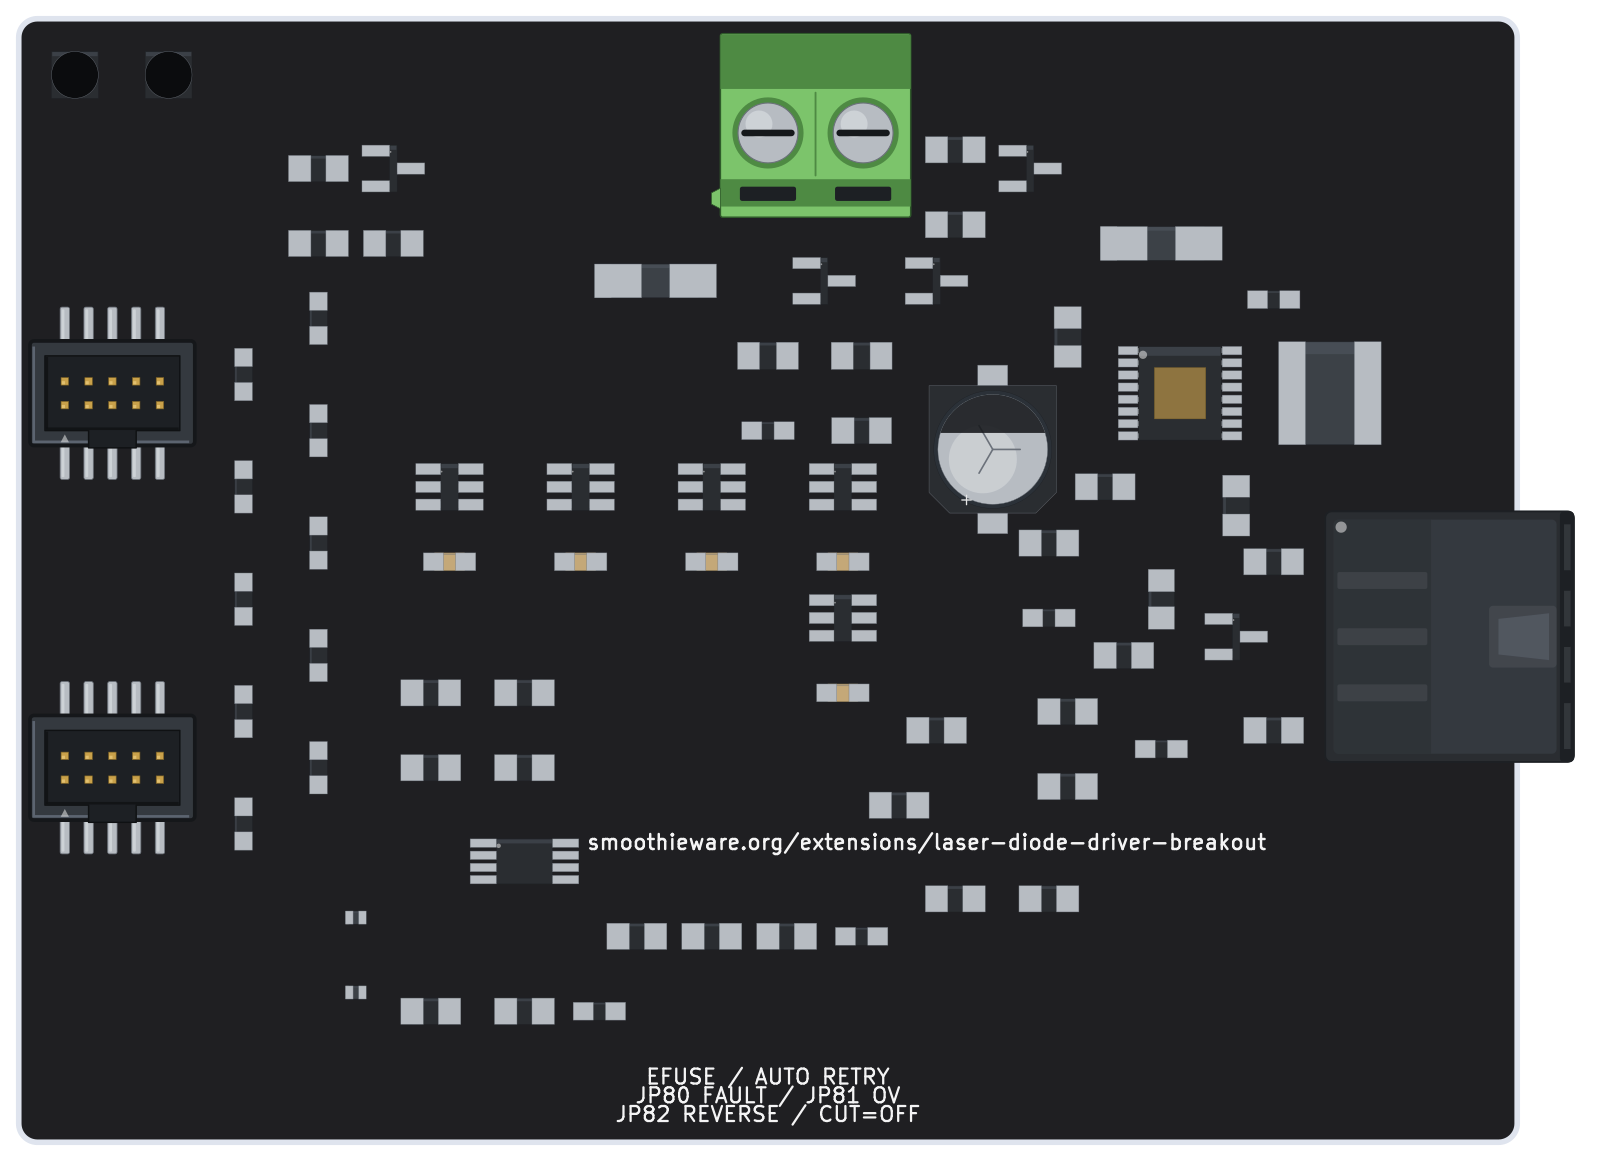 smoothieware.org/extensions/laser-diode-driver-breakout
EFUSE / AUTO RETRY
JP80 FAULT / JP81 OV
JP82 REVERSE / CUT=OFF